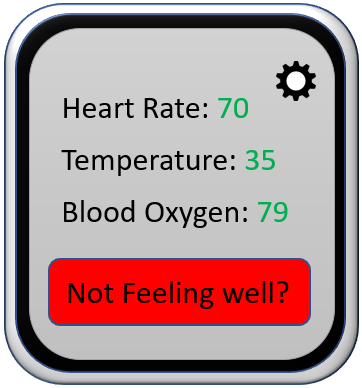 Heart Rate: 70
Temperature: 35
Blood Oxygen: 79
Not Feeling well?